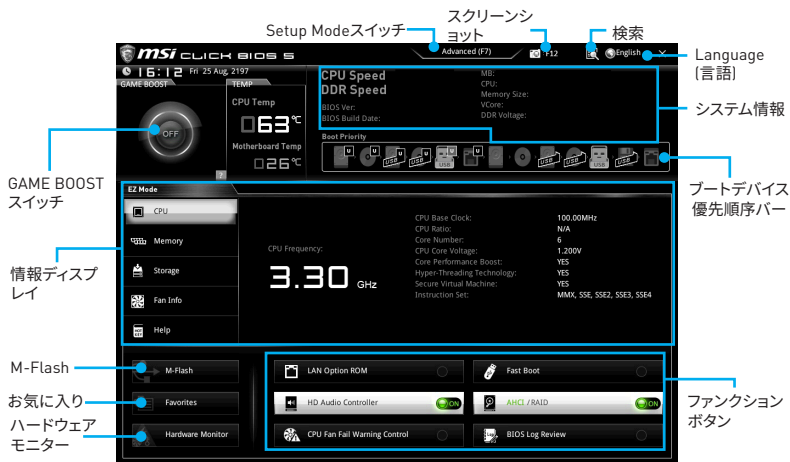 Setup Modeスイッチ
スクリーンシ
ョット
検索
Language
(言語)
システム情報
ブートデバイス
優先順序バー
GAME BOOST
スイッチ
情報ディスプ
レイ
M-Flash
お気に入り
ハードウェア
モニター
ファンクション
ボタン
msi CLICK BIOS 5
Advanced (F7)
F12
English
16:12 Fri 25 Aug, 2197
GAME BOOST
OFF
?
TEMP
CPU Temp
63℃
Motherboard Temp
26℃
CPU Speed
DDR Speed
BIOS Ver:
BIOS Build Date:
MB:
CPU:
Memory Size:
VCore:
DDR Voltage:
Boot Priority
U U U USB U USB U U USB USB USB USB
EZ Mode
CPU
Memory
Storage
Fan Info
Help
CPU Frequency:
3.30 GHz
CPU Base Clock: 100.00MHz
CPU Ratio: N/A
Core Number: 6
CPU Core Voltage: 1.200V
Core Performance Boost: YES
Hyper-Threading Technology: YES
Secure Virtual Machine: YES
Instruction Set: MMX, SSE, SSE2, SSE3, SSE4
M-Flash
Favorites
Hardware Monitor
LAN Option ROM
HD Audio Controller ON
CPU Fan Fail Warning Control
Fast Boot
AHCI /RAID ON
BIOS Log Review